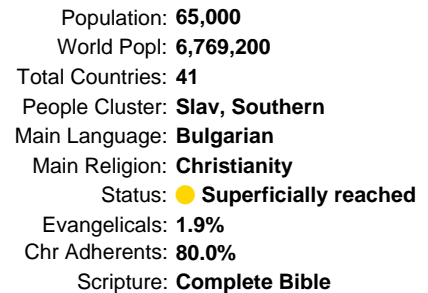 Population: 65,000
World Popl: 6,769,200
Total Countries: 41
People Cluster: Slav, Southern
Main Language: Bulgarian
Main Religion: Christianity
Status: Superficially reached
Evangelicals: 1.9%
Chr Adherents: 80.0%
Scripture: Complete Bible